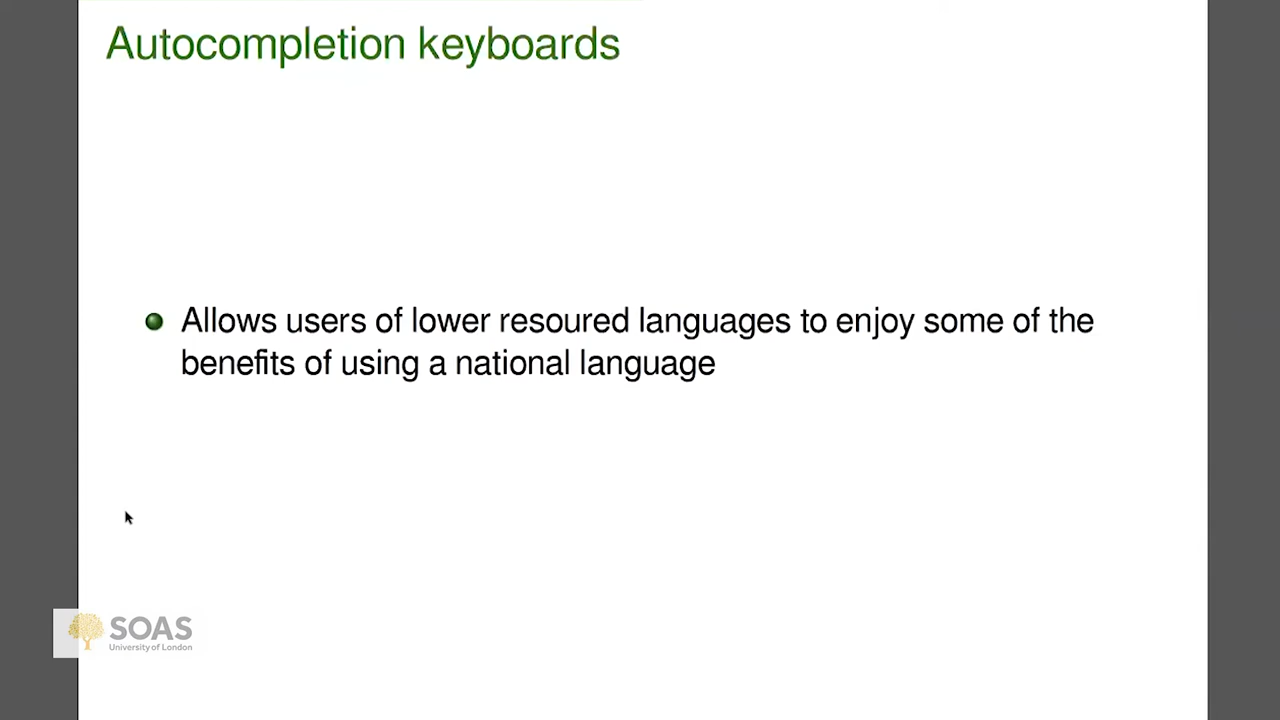 Autocompletion keyboards
Allows users of lower resoured languages to enjoy some of the
benefits of using a national language
SOAS
University of London